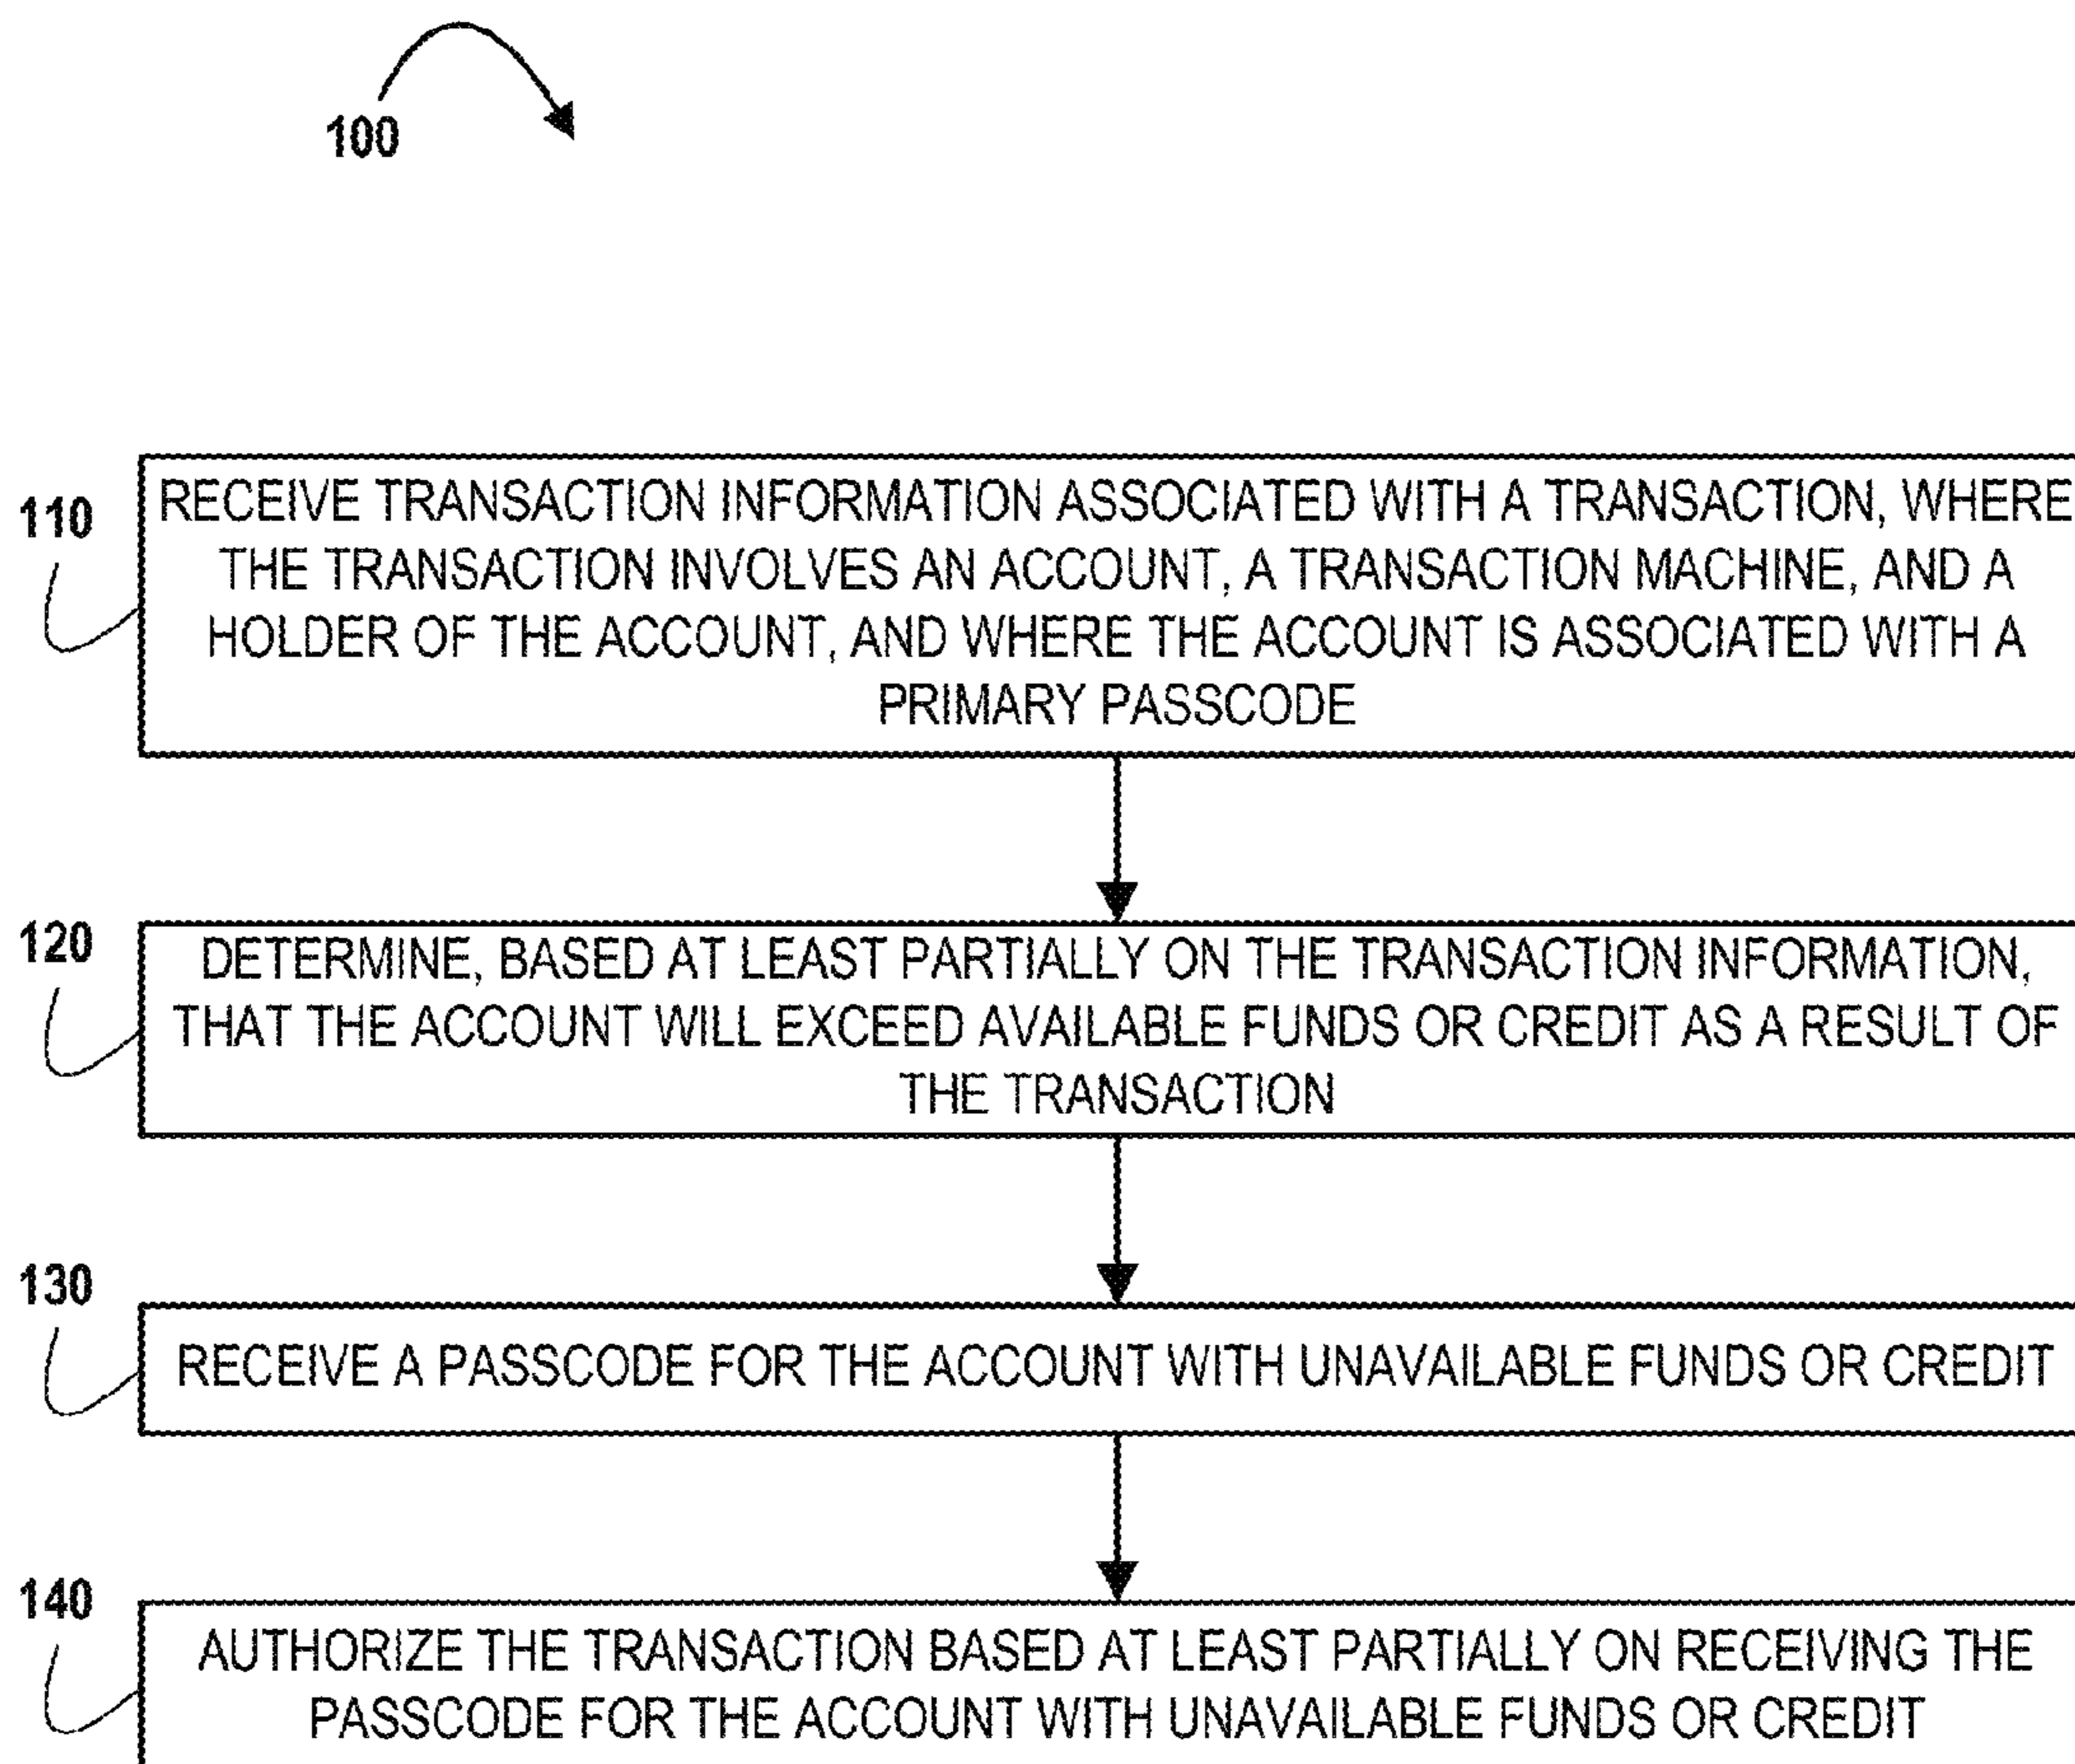 100
110
RECEIVE TRANSACTION INFORMATION ASSOCIATED WITH A TRANSACTION, WHERE
THE TRANSACTION INVOLVES AN ACCOUNT, A TRANSACTION MACHINE, AND A
HOLDER OF THE ACCOUNT, AND WHERE THE ACCOUNT IS ASSOCIATED WITH A
PRIMARY PASSCODE
120
DETERMINE, BASED AT LEAST PARTIALLY ON THE TRANSACTION INFORMATION,
THAT THE ACCOUNT WILL EXCEED AVAILABLE FUNDS OR CREDIT AS A RESULT OF
THE TRANSACTION
130
RECEIVE A PASSCODE FOR THE ACCOUNT WITH UNAVAILABLE FUNDS OR CREDIT
140
AUTHORIZE THE TRANSACTION BASED AT LEAST PARTIALLY ON RECEIVING THE
PASSCODE FOR THE ACCOUNT WITH UNAVAILABLE FUNDS OR CREDIT